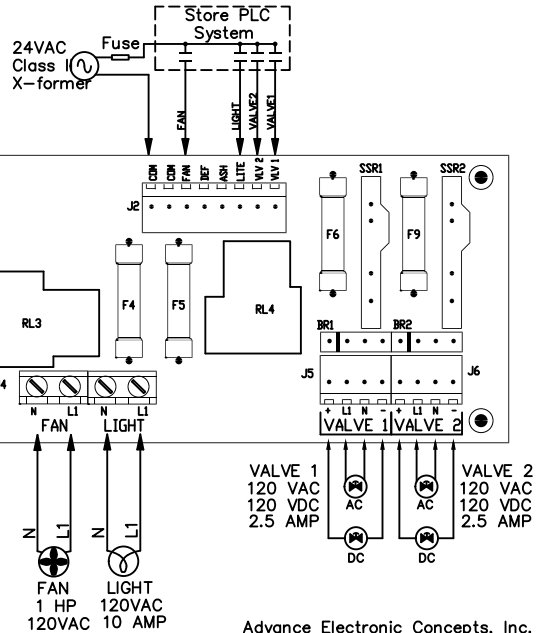 Store PLC
System
24VAC
Class I
X-former
Fuse
FAN
LIGHT
VALVE2
VALVE1
COM
COM
FAN
DEF
ASH
LITE
VLV 2
VLV 1
J2
SSR1
SSR2
F6
F9
F4
F5
RL3
RL4
BR1
BR2
J5
J6
4
N
L1
N
L1
+
L1
N
-
+
L1
N
-
FAN
LIGHT
VALVE 1
VALVE 2
N
L1
N
L1
VALVE 1
120 VAC
120 VDC
2.5 AMP
AC
DC
AC
DC
VALVE 2
120 VAC
120 VDC
2.5 AMP
FAN
1 HP
120VAC
LIGHT
120VAC
10 AMP
Advance Electronic Concepts, Inc.